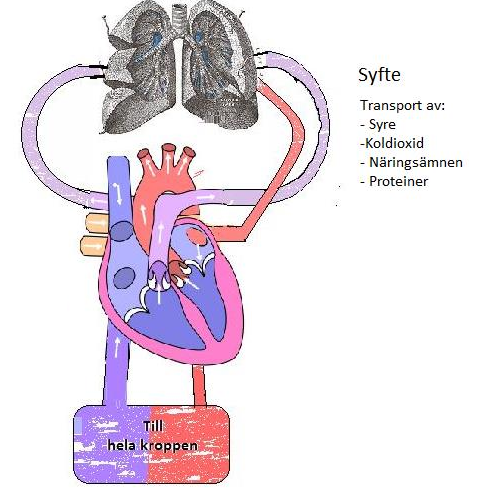 Syfte
Transport av:
- Syre
-Koldioxid
- Näringsämnen
- Proteiner
Till
hela kroppen